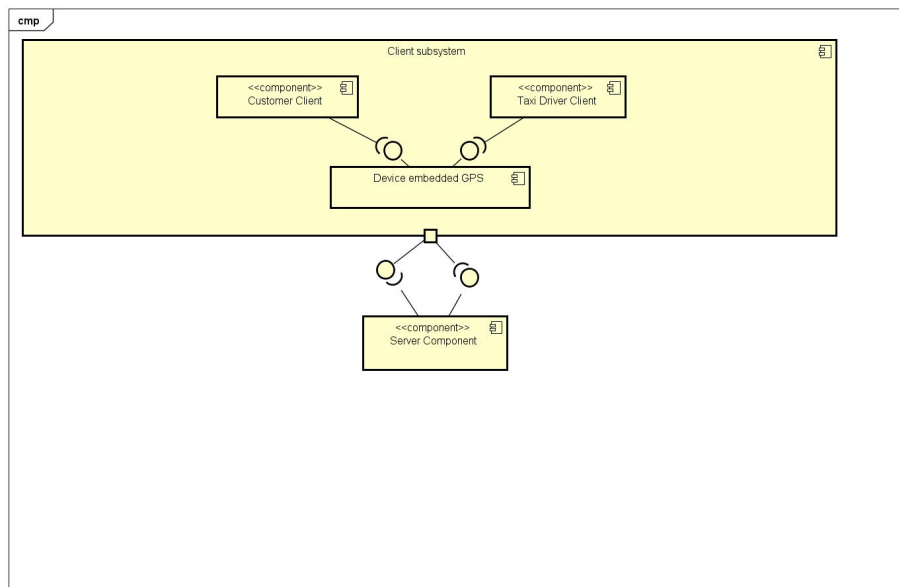 cmp
Client subsystem
<<component>>
Customer Client
<<component>>
Taxi Driver Client
Device embedded GPS
<<component>>
Server Component